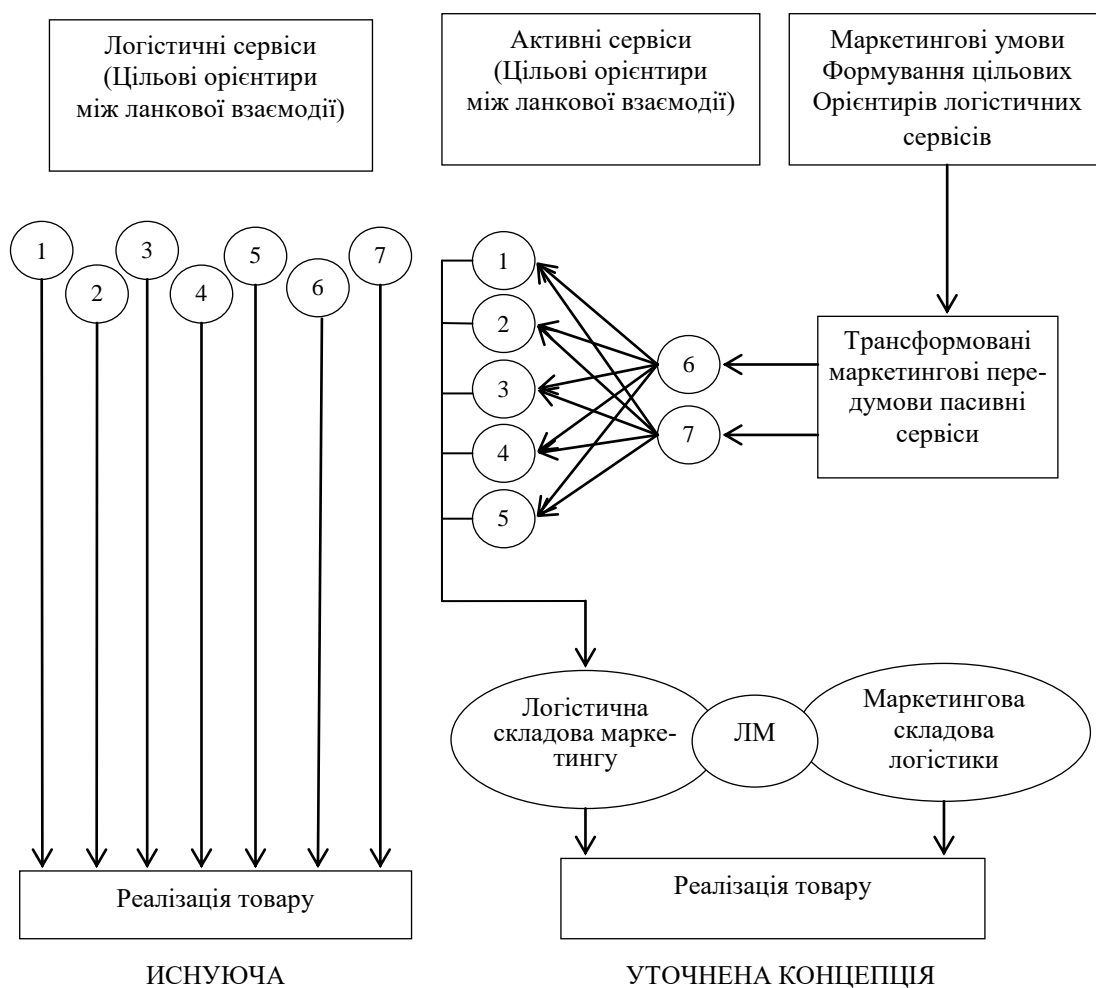 Логістичні сервіси
(Цільові орієнтири
між ланкової взаємодії)
Активні сервіси
(Цільові орієнтири
між ланкової взаємодії)
Маркетингові умови
Формування цільових
Орієнтирів логістичних
сервісів
1
2
3
4
5
6
7
1
2
3
4
5
6
7
Трансформовані
маркетингові пере-
думови пасивні
сервіси
Логістична
складова марке-
тингу
ЛМ
Маркетингова
складова
логістики
Реалізація товару
Реалізація товару
ИСНУЮЧА
УТОЧНЕНА КОНЦЕПЦІЯ